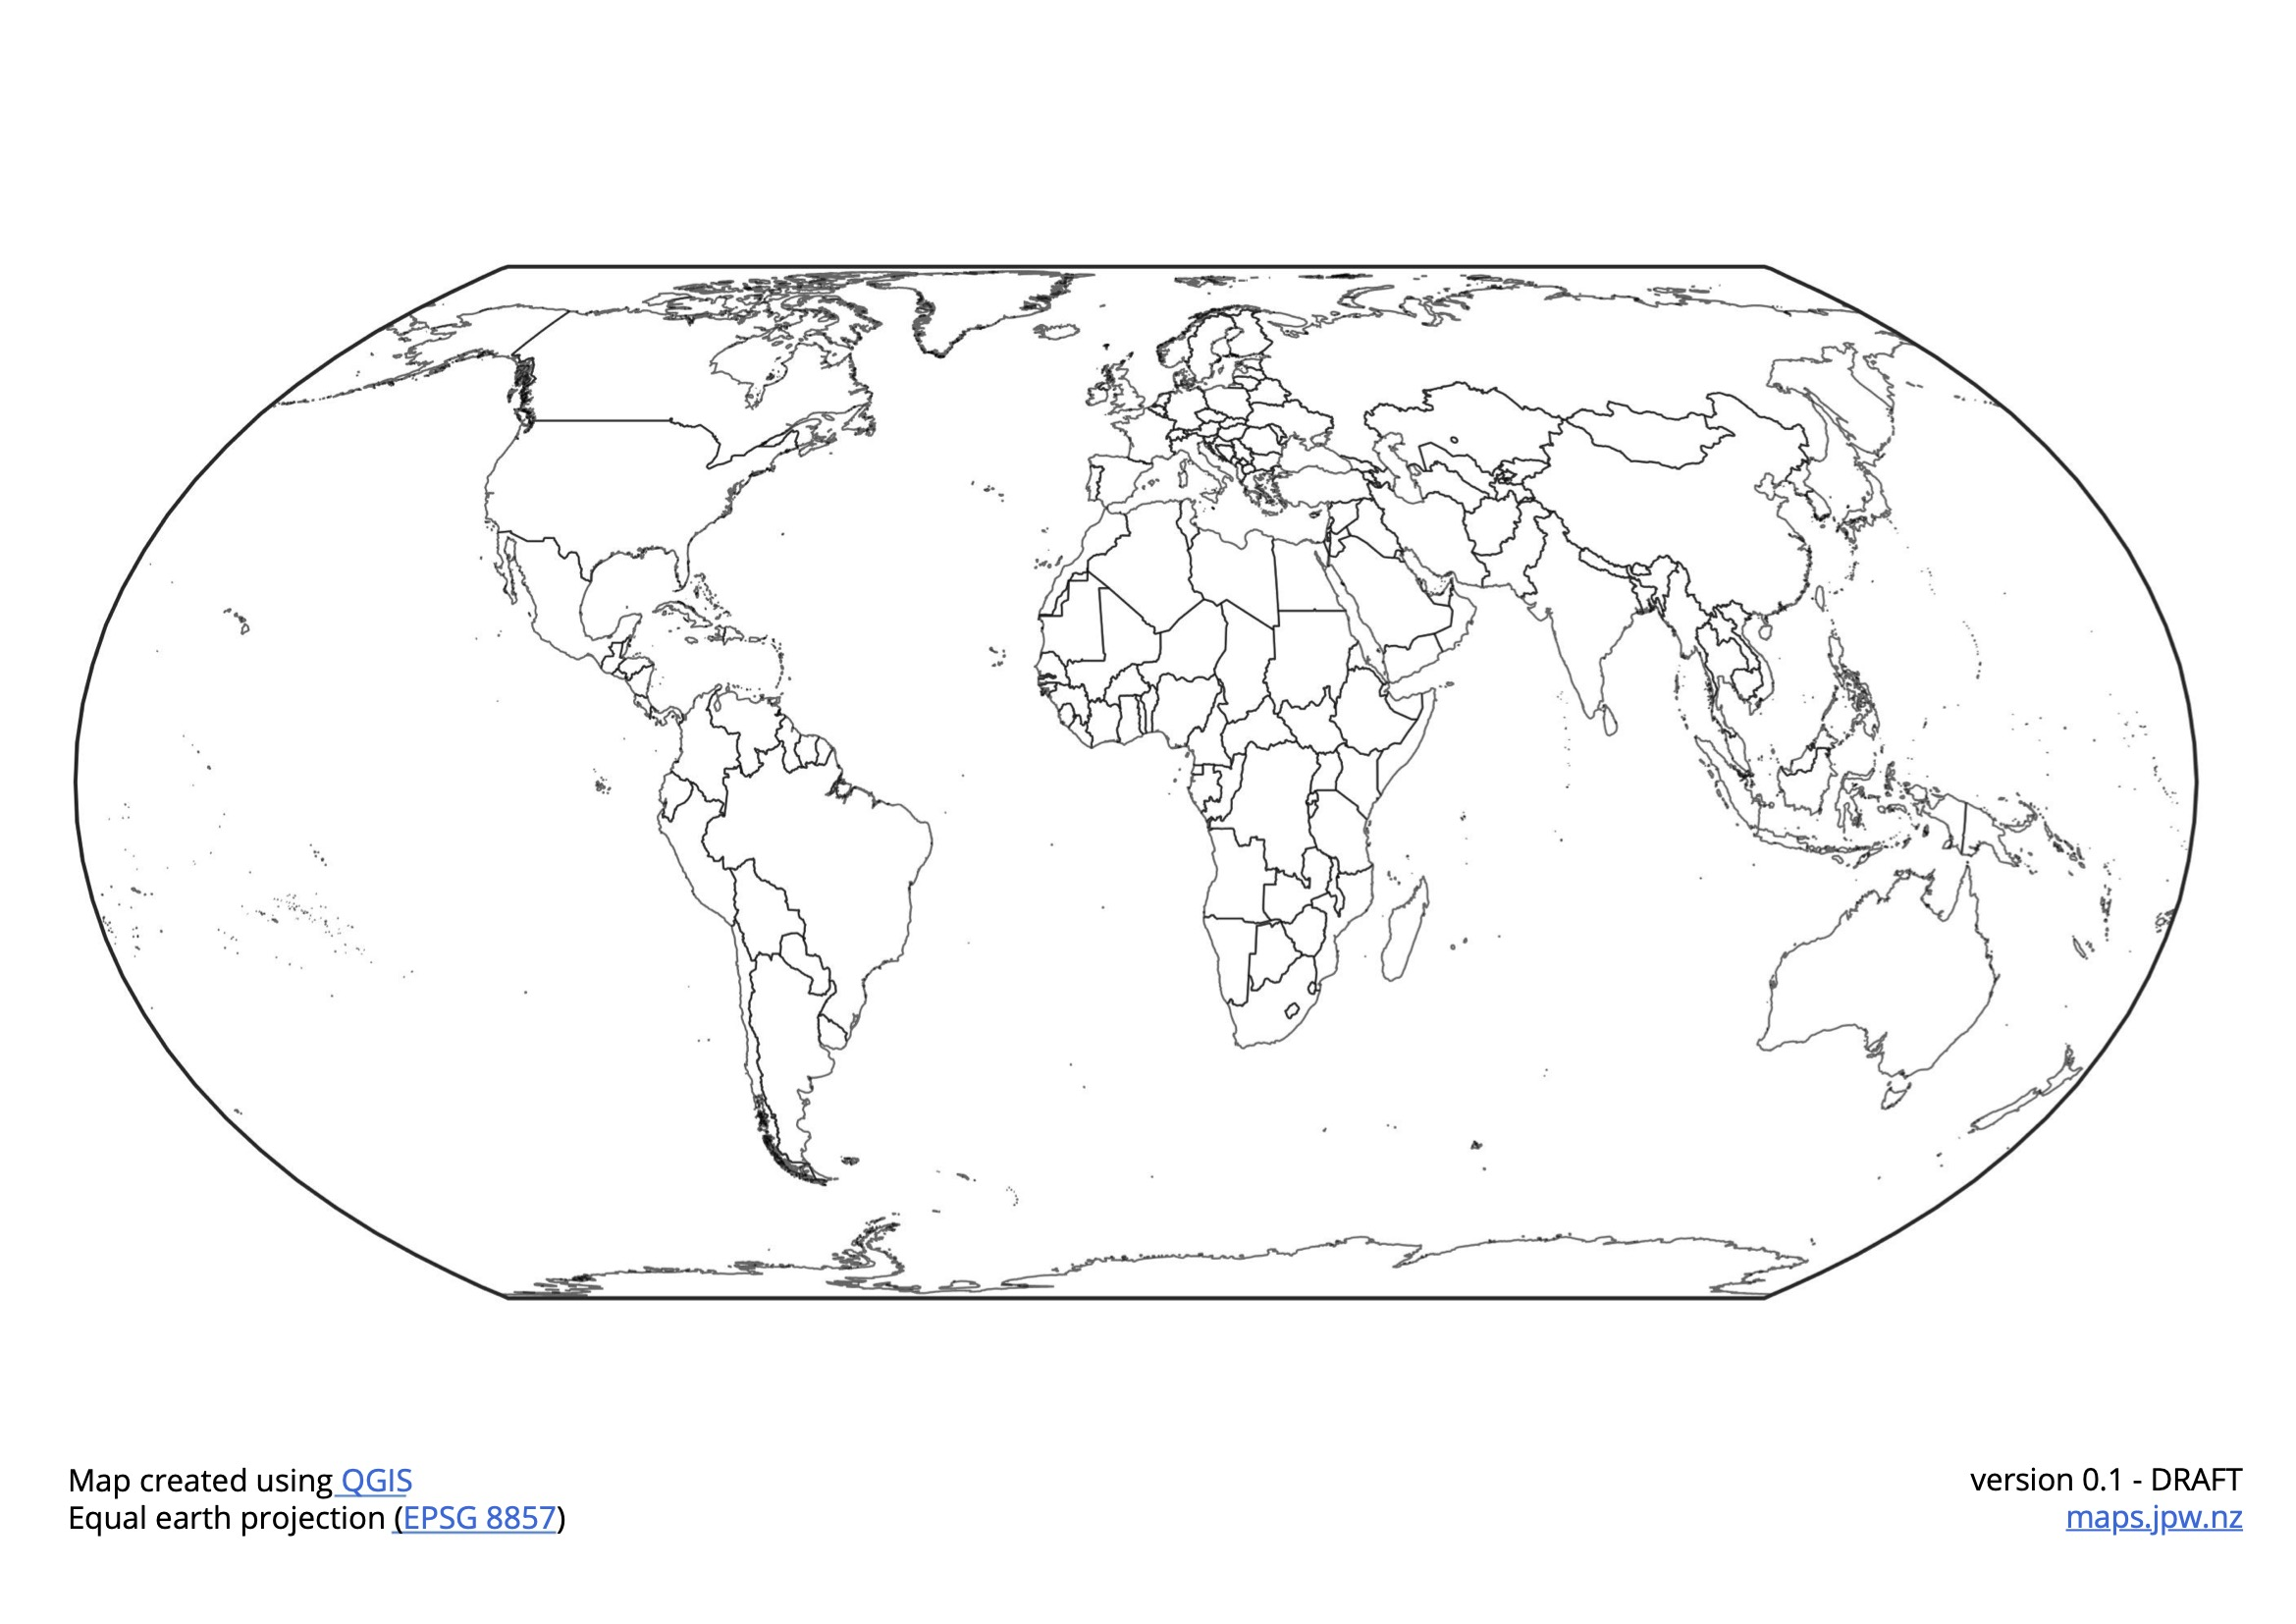 Map created using QGIS
Equal earth projection (EPSG 8857)
version 0.1 - DRAFT
maps.jpw.nz